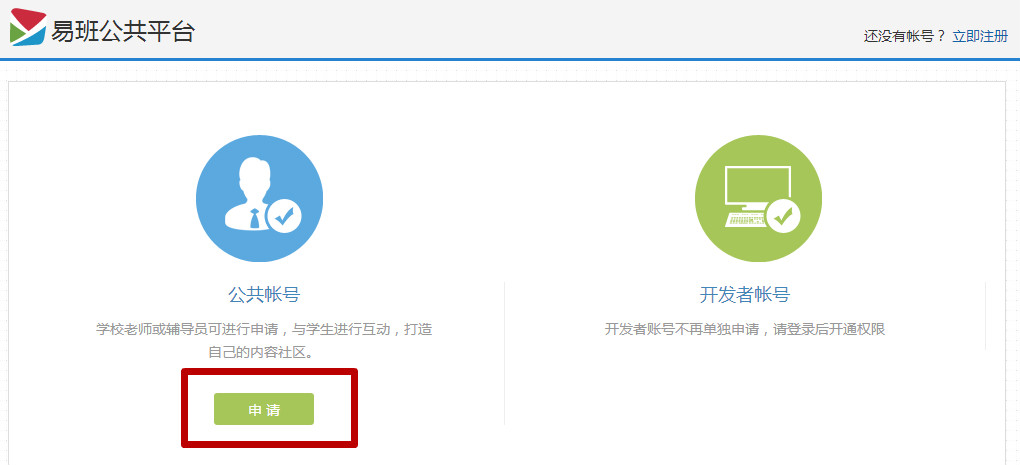 易班公共平台
还没有帐号？ 立即注册
公共帐号
学校老师或辅导员可进行申请，与学生进行互动，打造
自己的内容社区。
申 请
开发者帐号
开发者账号不再单独申请，请登录后开通权限